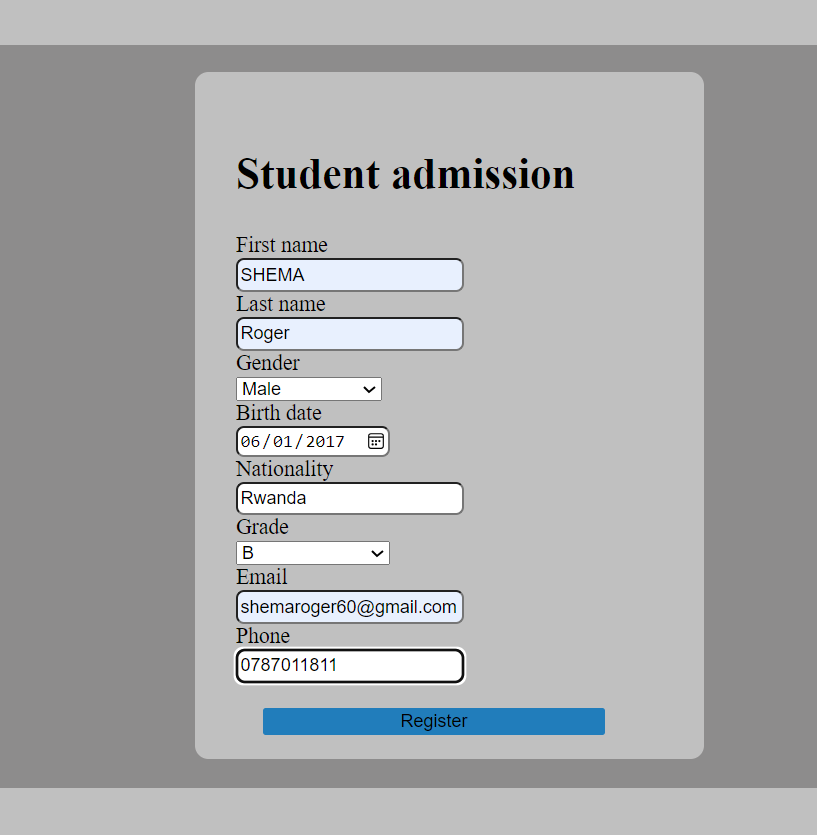 Student admission
First name
SHEMA
Last name
Roger
Gender
Male
Birth date
06/01/2017
Nationality
Rwanda
Grade
B
Email
shemaroger60@gmail.com
Phone
0787011811
Register